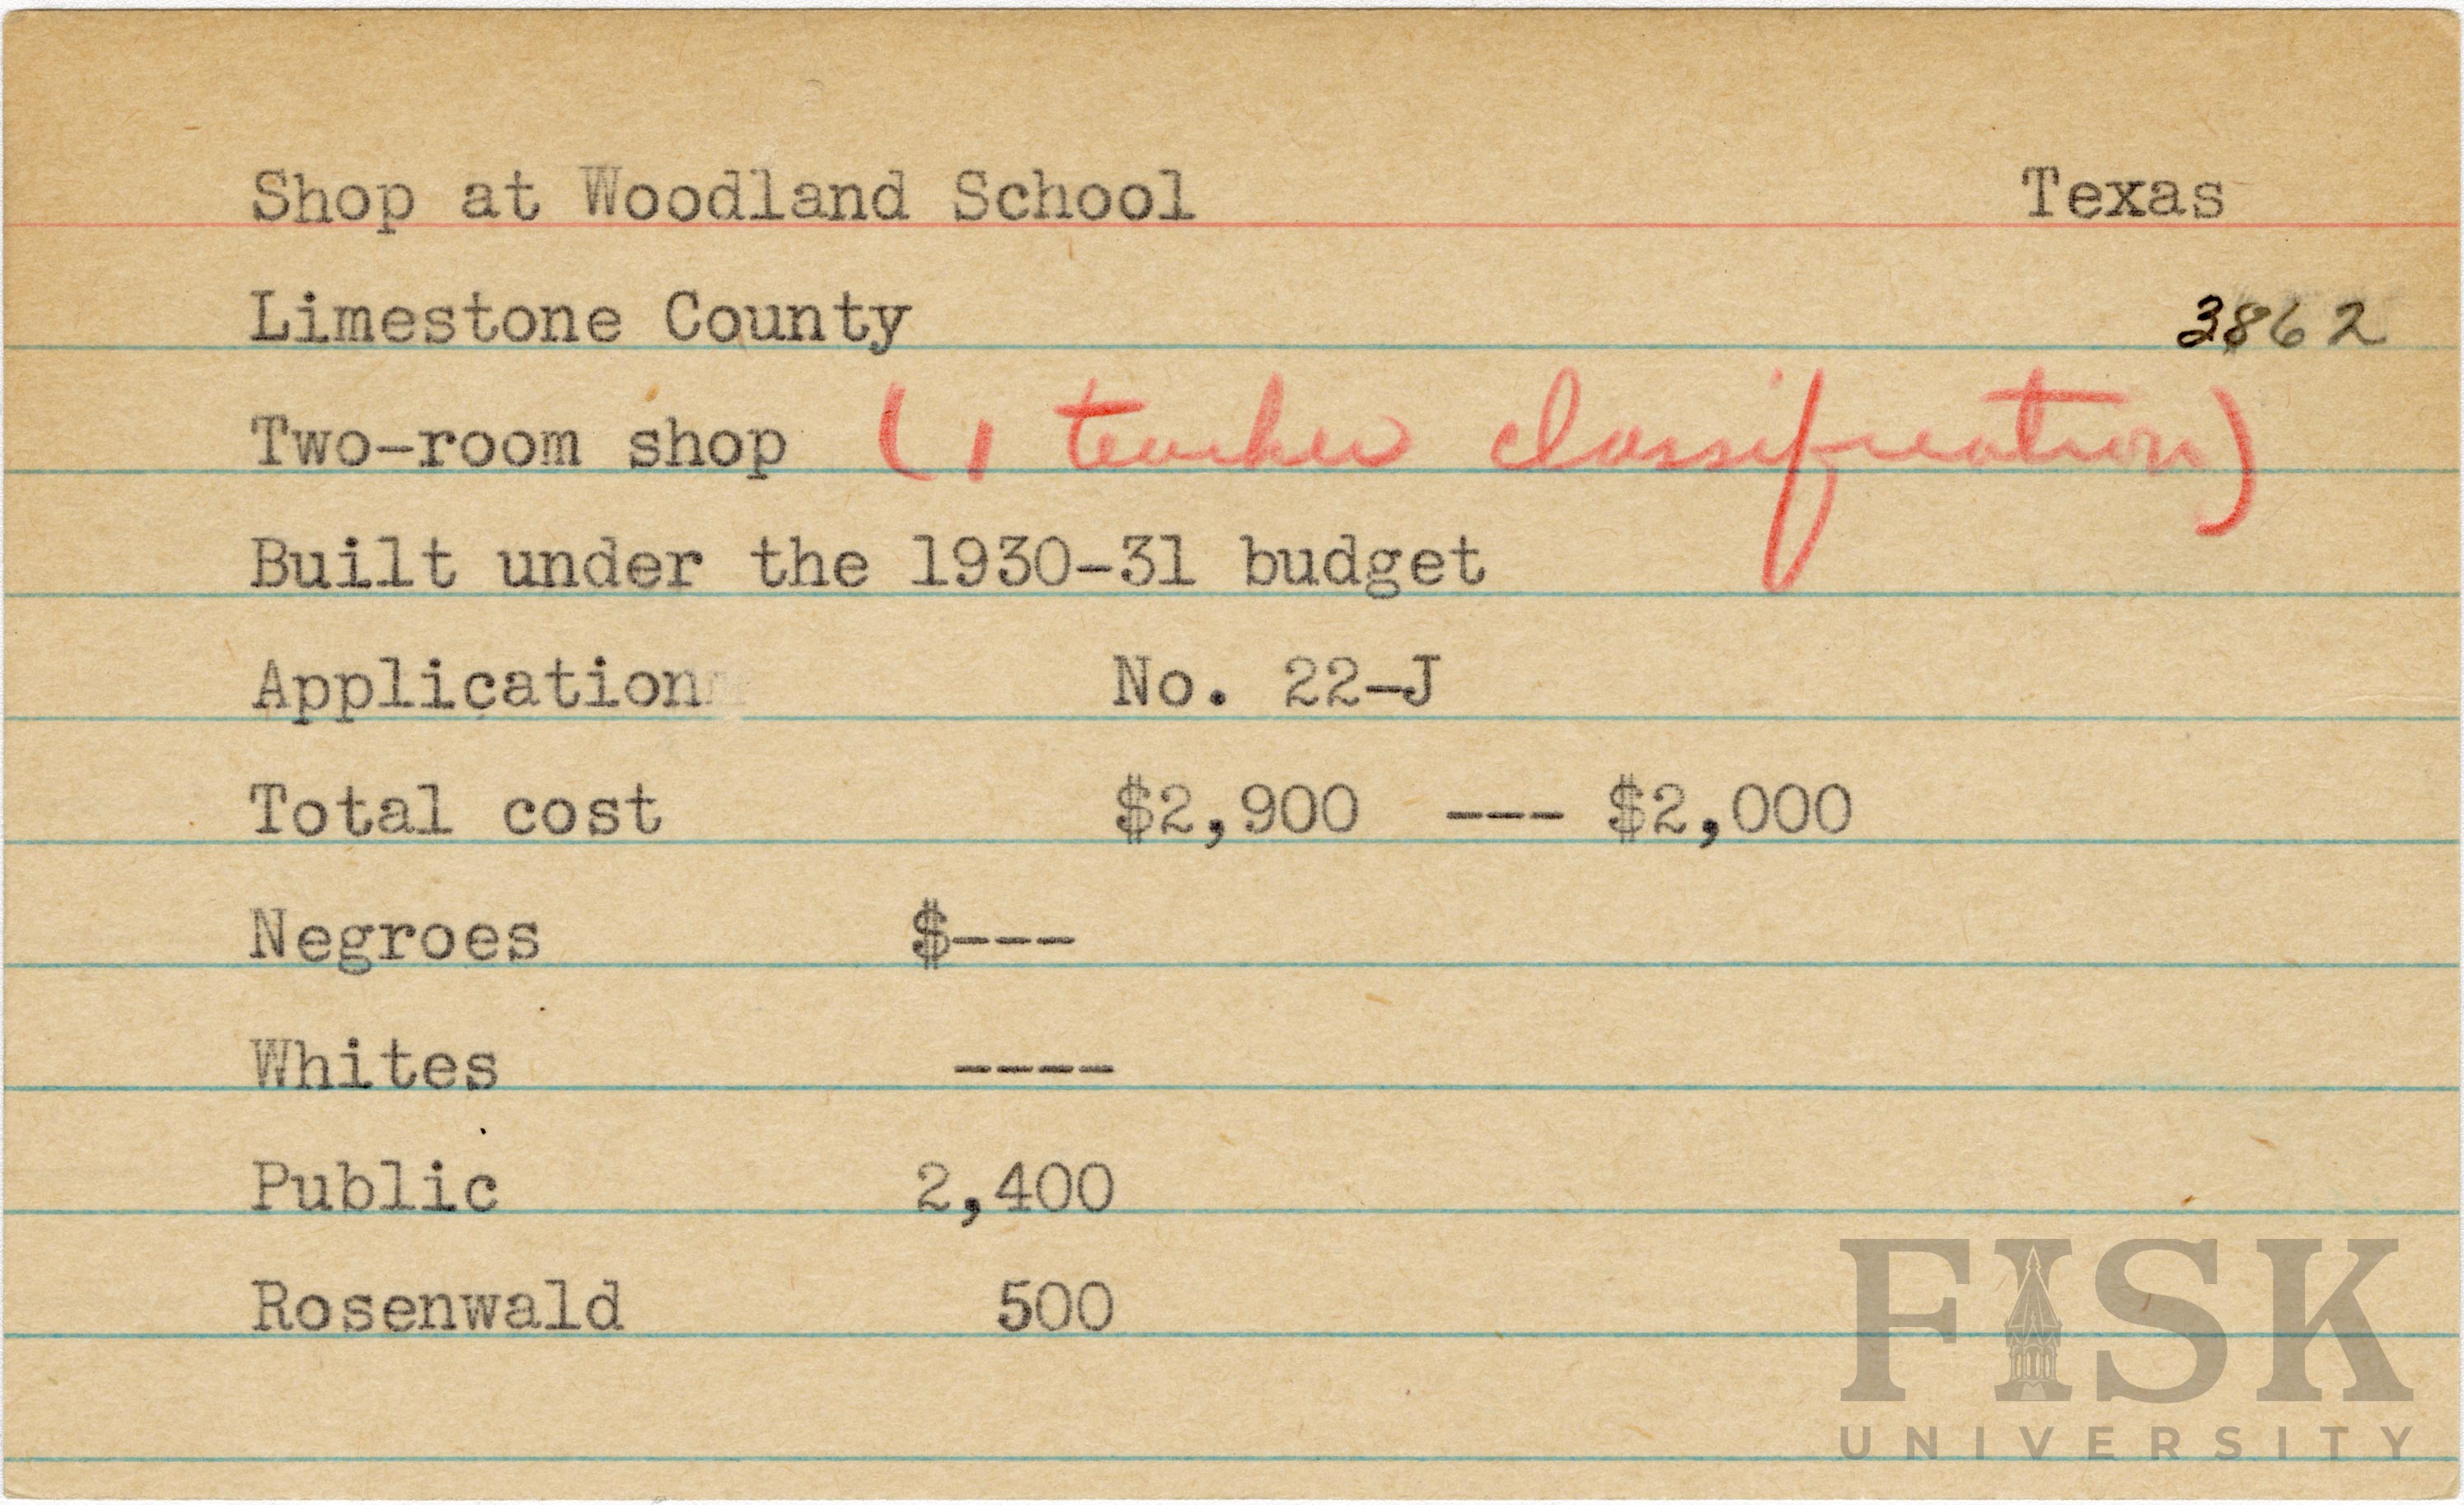 Shop at Woodland School Texas
Limestone County 3862
Two-room shop (1 teacher classification)
Built under the 1930-31 budget
Application No. 22-J
Total cost $2,900 --- $2,000
Negroes $---
Whites ----
Public 2,400
Rosenwald 500
FISK
UNIVERSITY